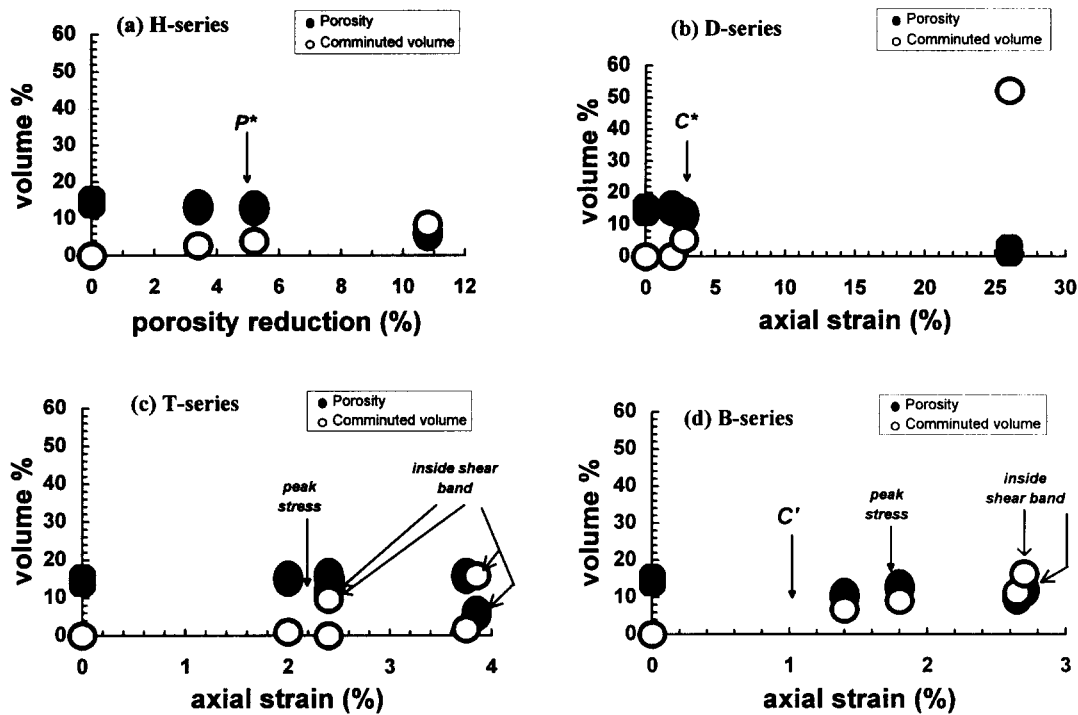 (a) H-series
Porosity
Comminuted volume
volume %
60
50
40
30
20
10
0
P*
0 2 4 6 8 10 12
porosity reduction (%)
(b) D-series
Porosity
Comminuted volume
volume %
60
50
40
30
20
10
0
C*
0 5 10 15 20 25 30
axial strain (%)
(c) T-series
Porosity
Comminuted volume
volume %
60
50
40
30
20
10
0
peak
stress
inside shear
band
0 1 2 3 4
axial strain (%)
(d) B-series
Porosity
Comminuted volume
volume %
60
50
40
30
20
10
0
C'
peak
stress
inside
shear band
0 1 2 3
axial strain (%)